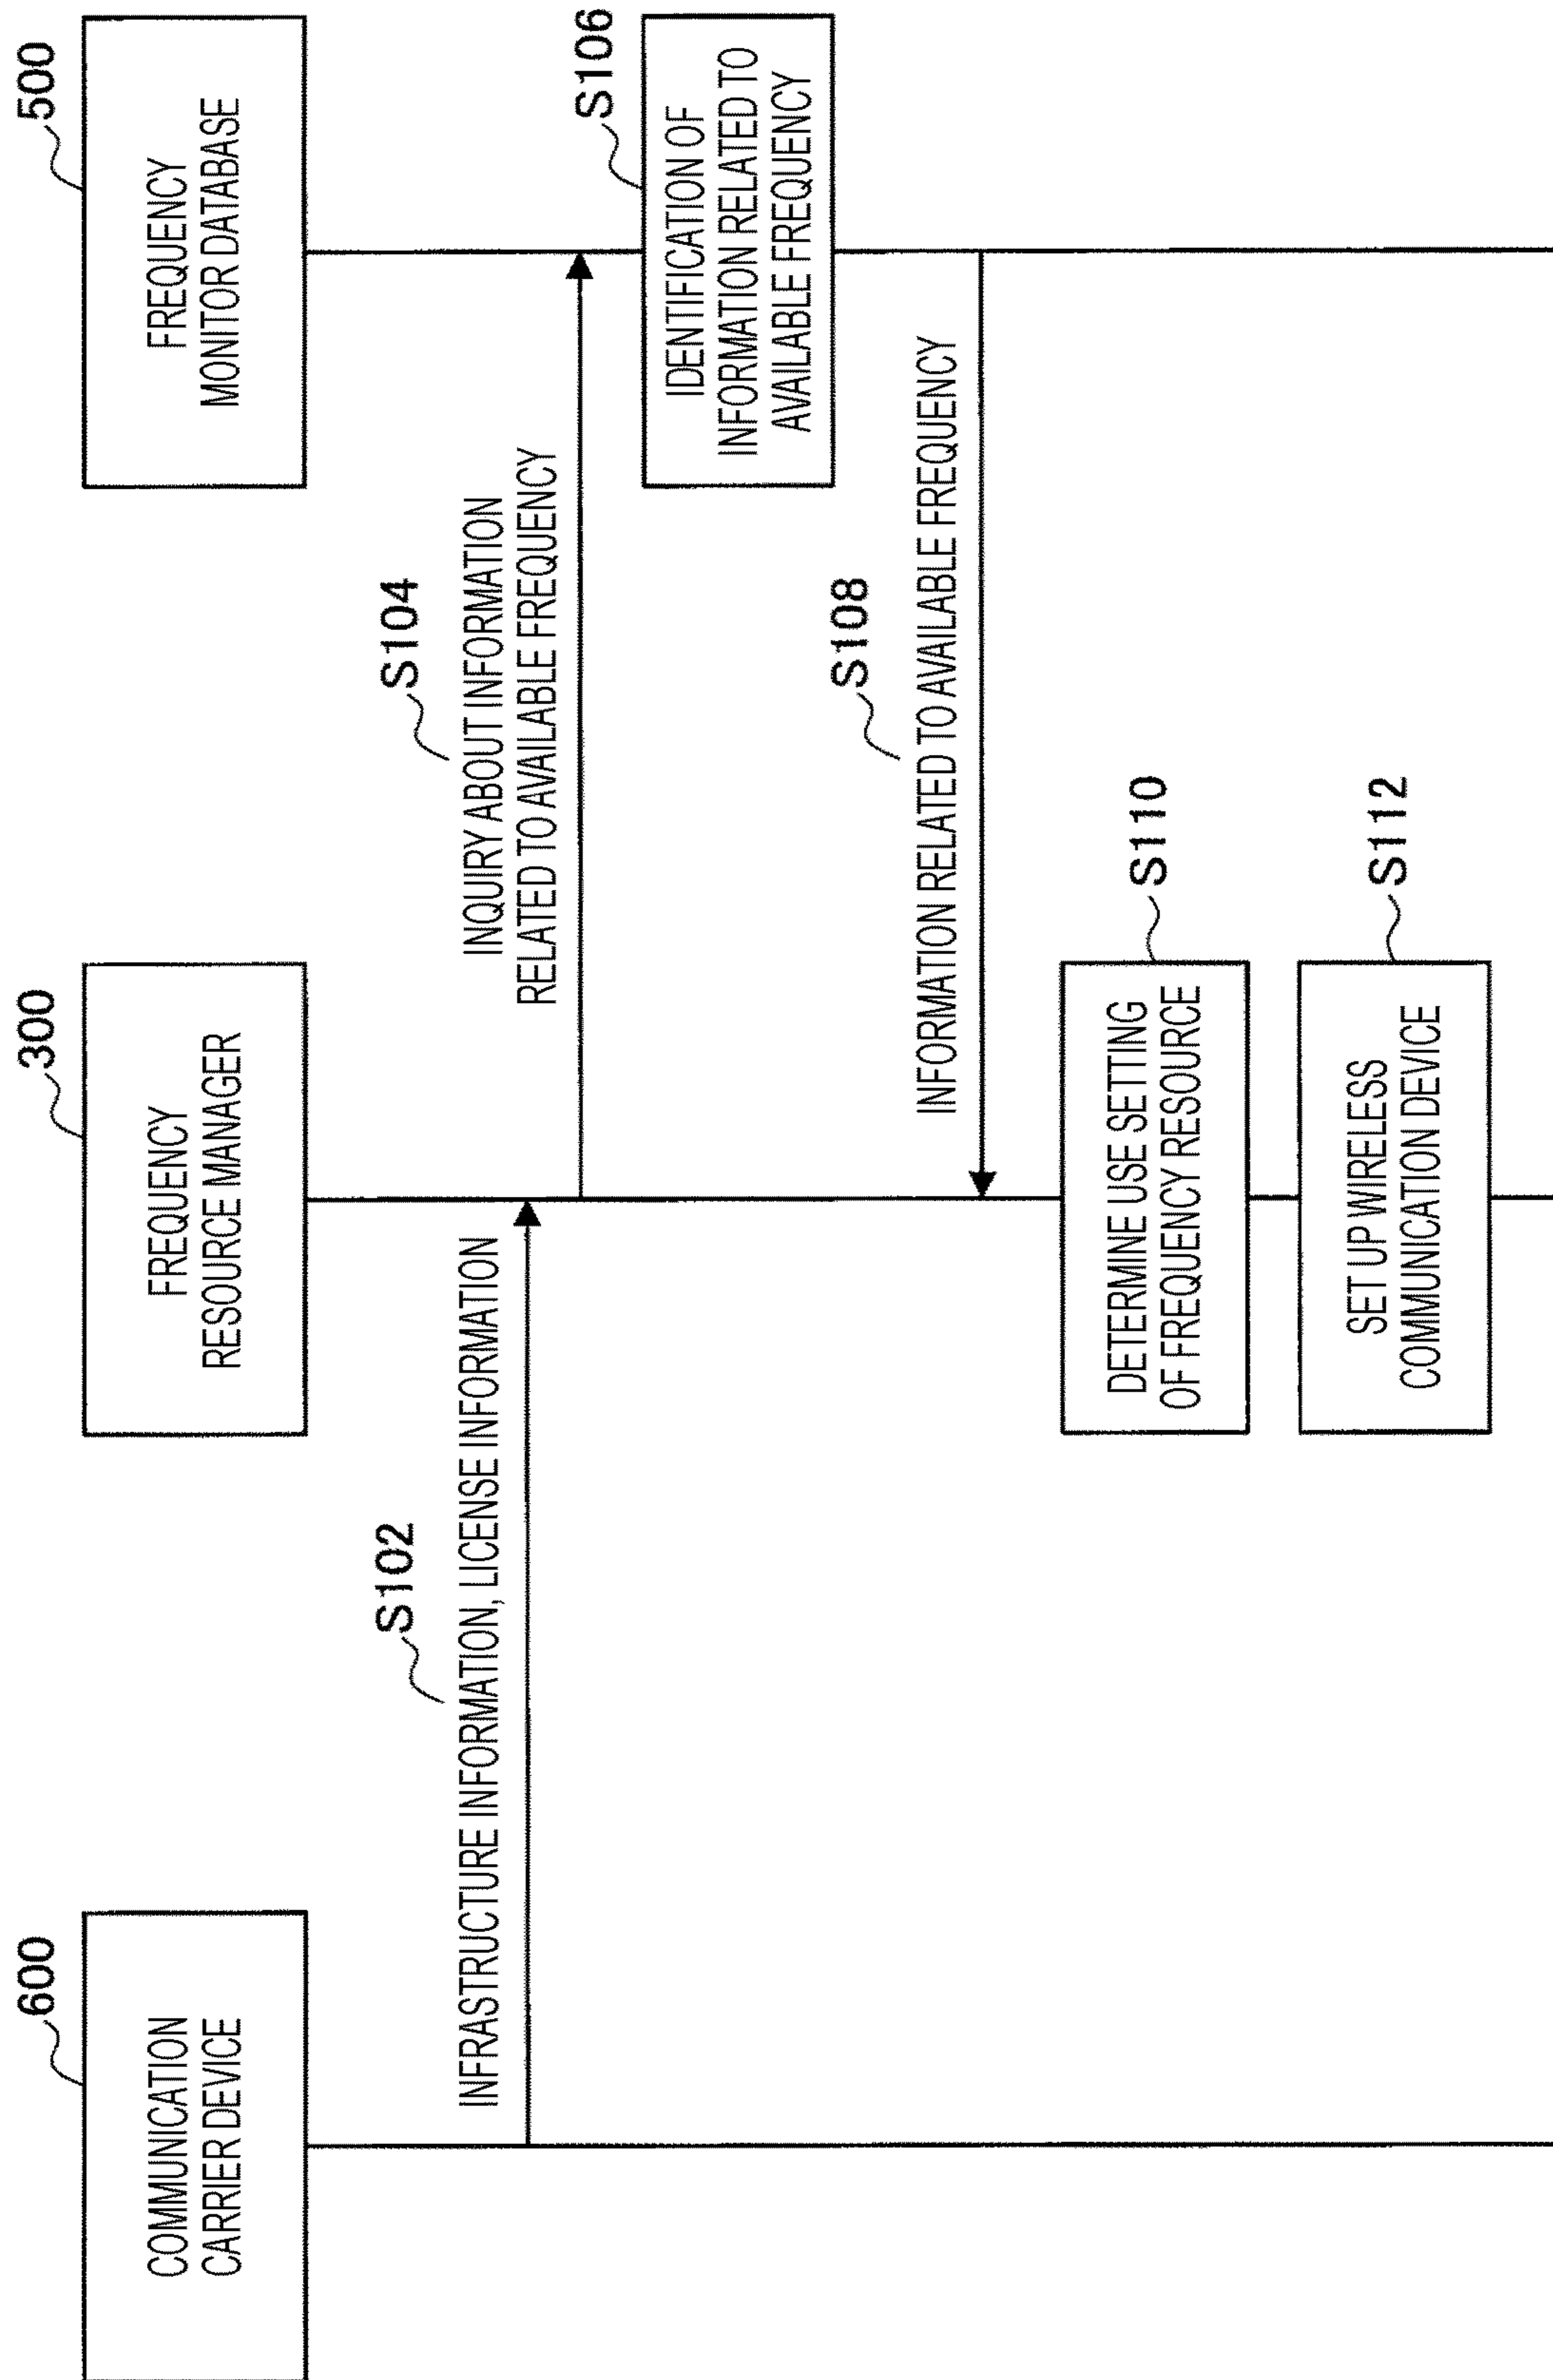 600
COMMUNICATION
CARRIER DEVICE
300
FREQUENCY
RESOURCE MANAGER
500
FREQUENCY
MONITOR DATABASE
S102
INFRASTRUCTURE INFORMATION, LICENSE INFORMATION
S104
INQUIRY ABOUT INFORMATION
RELATED TO AVAILABLE FREQUENCY
S106
IDENTIFICATION OF
INFORMATION RELATED TO
AVAILABLE FREQUENCY
S108
INFORMATION RELATED TO AVAILABLE FREQUENCY
S110
DETERMINE USE SETTING
OF FREQUENCY RESOURCE
S112
SET UP WIRELESS
COMMUNICATION DEVICE